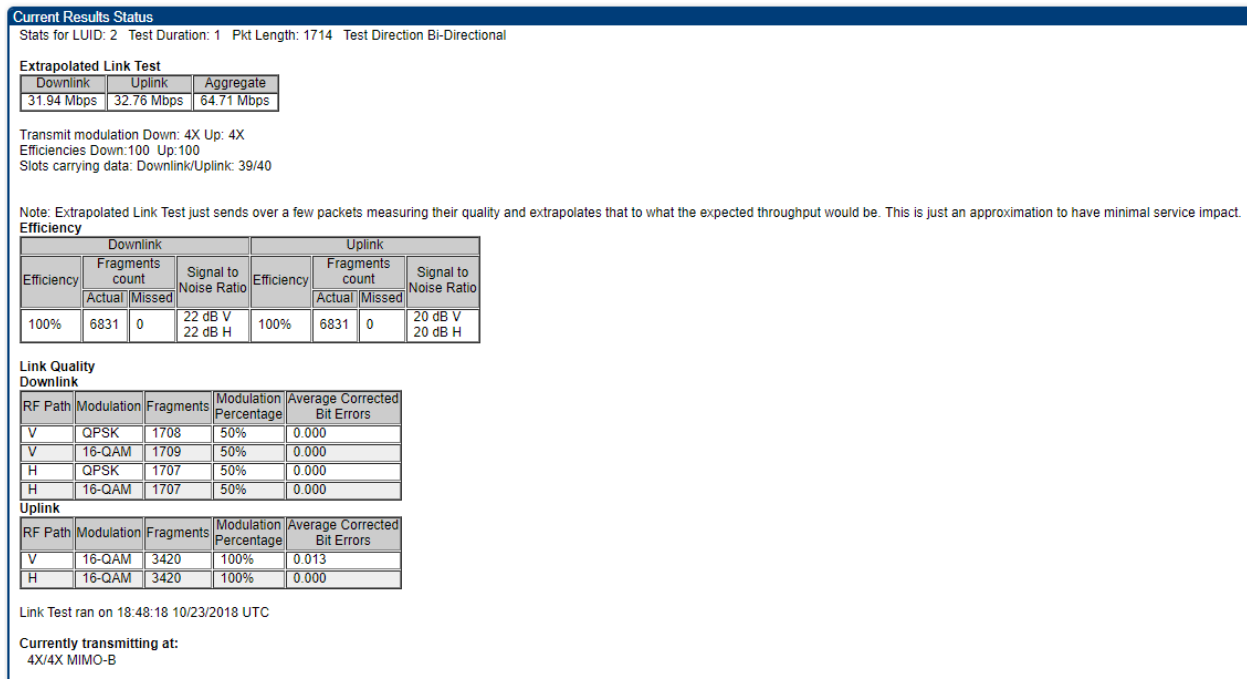 Current Results Status
Stats for LUID: 2 Test Duration: 1 Pkt Length: 1714 Test Direction Bi-Directional
Extrapolated Link Test
Downlink Uplink Aggregate
31.94 Mbps 32.76 Mbps 64.71 Mbps
Transmit modulation Down: 4X Up: 4X
Efficiencies Down:100 Up:100
Slots carrying data: Downlink/Uplink: 39/40
Note: Extrapolated Link Test just sends over a few packets measuring their quality and extrapolates that to what the expected throughput would be. This is just an approximation to have minimal service impact.
Efficiency
Downlink Uplink
Efficiency Fragments count Signal to Noise Ratio Efficiency Fragments count Signal to Noise Ratio
Actual Missed Actual Missed
100% 6831 0 22 dB V 22 dB H 100% 6831 0 20 dB V 20 dB H
Link Quality
Downlink
RF Path Modulation Fragments Modulation Percentage Average Corrected Bit Errors
V QPSK 1708 50% 0.000
V 16-QAM 1709 50% 0.000
H QPSK 1707 50% 0.000
H 16-QAM 1707 50% 0.000
Uplink
RF Path Modulation Fragments Modulation Percentage Average Corrected Bit Errors
V 16-QAM 3420 100% 0.013
H 16-QAM 3420 100% 0.000
Link Test ran on 18:48:18 10/23/2018 UTC
Currently transmitting at:
4X/4X MIMO-B